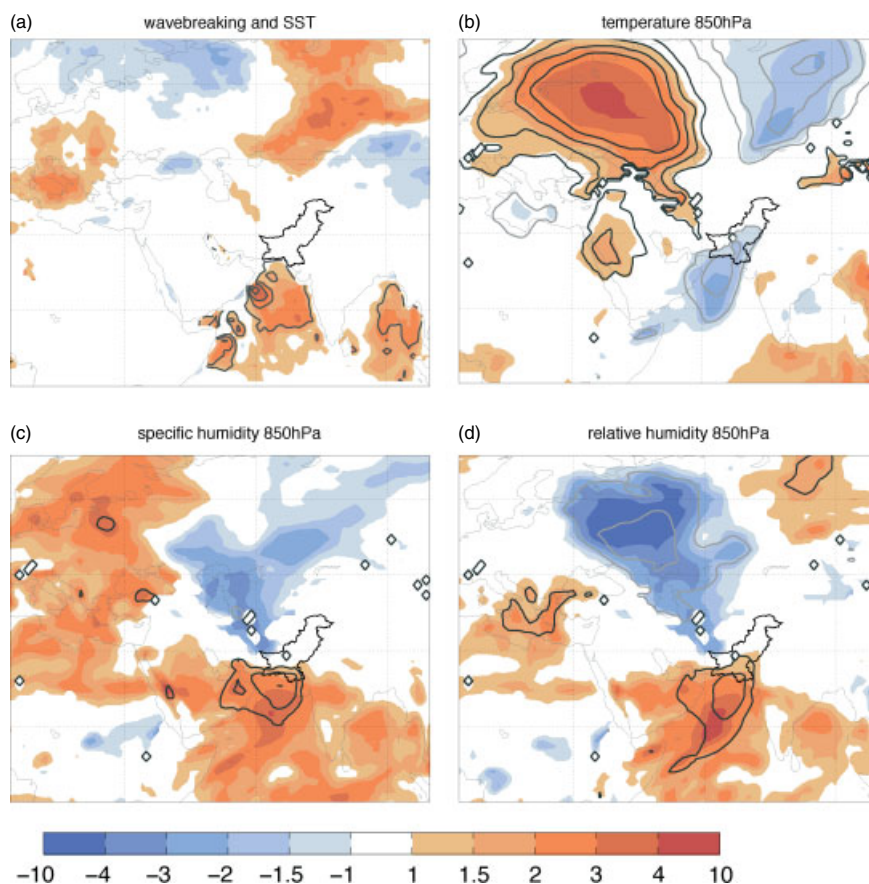 (a) wavebreaking and SST
(b) temperature 850hPa
(c) specific humidity 850hPa
(d) relative humidity 850hPa
−10 −4 −3 −2 −1.5 −1 1 1.5 2 3 4 10